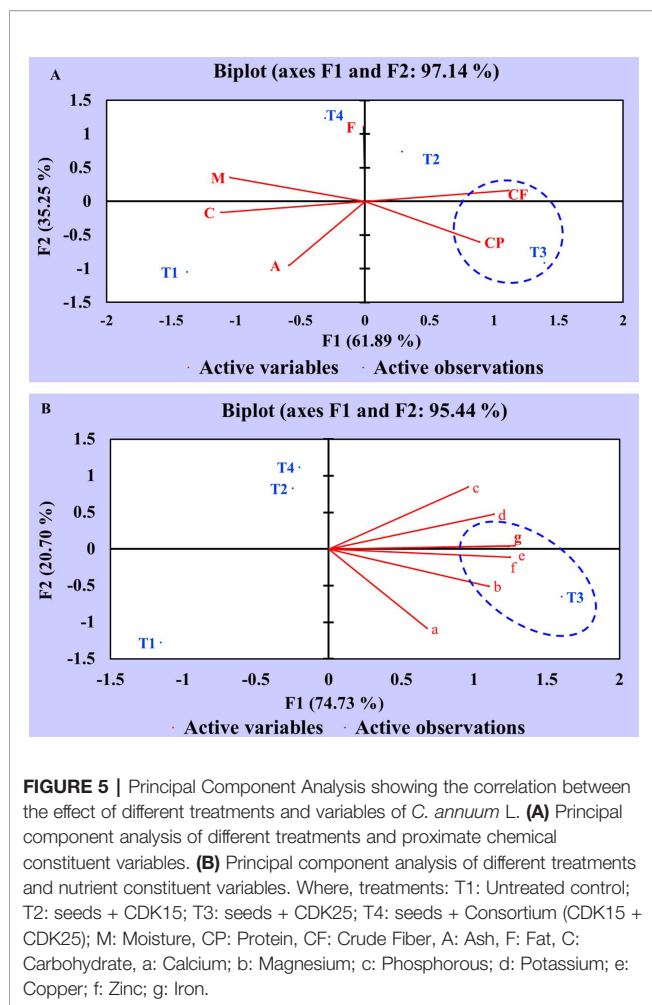 A
Biplot (axes F1 and F2: 97.14 %)
F2 (35.25 %)
1.5
1
0.5
0
-0.5
-1
-1.5
T4
F
T2
M
CF
C
CP
T3
A
T1
-2
-1.5
-1
-0.5
0
0.5
1
1.5
2
F1 (61.89 %)
· Active variables · Active observations
B
Biplot (axes F1 and F2: 95.44 %)
F2 (20.70 %)
1.5
1
0.5
0
-0.5
-1
-1.5
T4
T2
c
d
g
e
f
b
T3
a
T1
-1.5
-1
-0.5
0
0.5
1
1.5
2
F1 (74.73 %)
· Active variables · Active observations
FIGURE 5 | Principal Component Analysis showing the correlation between
the effect of different treatments and variables of C. annuum L. (A) Principal
component analysis of different treatments and proximate chemical
constituent variables. (B) Principal component analysis of different treatments
and nutrient constituent variables. Where, treatments: T1: Untreated control;
T2: seeds + CDK15; T3: seeds + CDK25; T4: seeds + Consortium (CDK15 +
CDK25); M: Moisture, CP: Protein, CF: Crude Fiber, A: Ash, F: Fat, C:
Carbohydrate, a: Calcium; b: Magnesium; c: Phosphorous; d: Potassium; e:
Copper; f: Zinc; g: Iron.